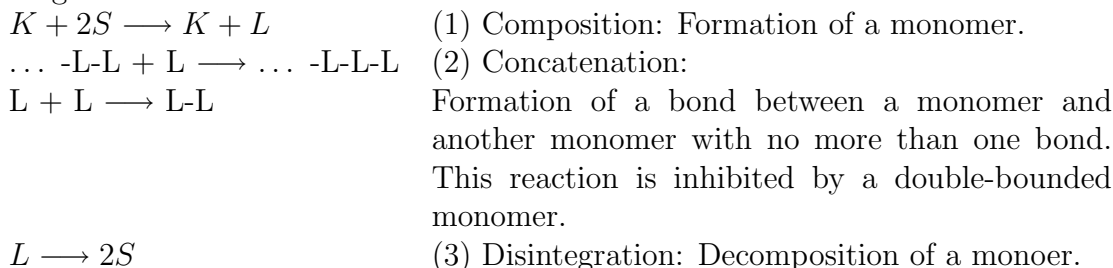 K + 2S ⟶ K + L (1) Composition: Formation of a monomer.
... -L-L + L ⟶ ... -L-L-L (2) Concatenation:
L + L ⟶ L-L Formation of a bond between a monomer and
another monomer with no more than one bond.
This reaction is inhibited by a double-bounded
monomer.
L ⟶ 2S (3) Disintegration: Decomposition of a monoer.